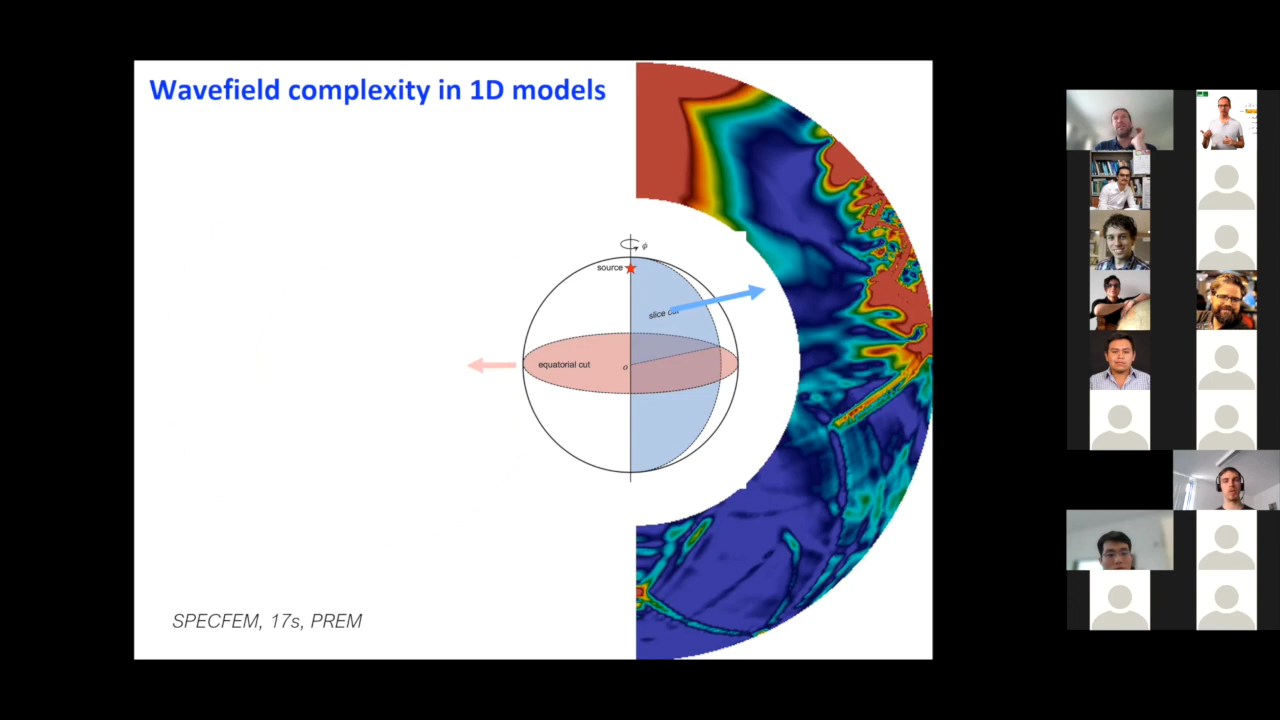 Wavefield complexity in 1D models
φ
source
slice cut
equatorial cut
o
SPECFEM, 17s, PREM